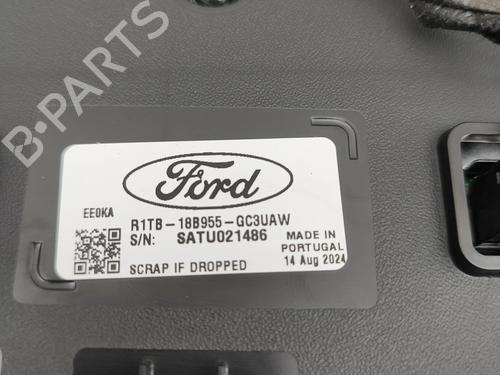 B-PARTS
Ford
EE0KA
R1TB-18B955-GC3UAW
S/N: SATU021486
MADE IN
PORTUGAL
SCRAP IF DROPPED
14 Aug 2024